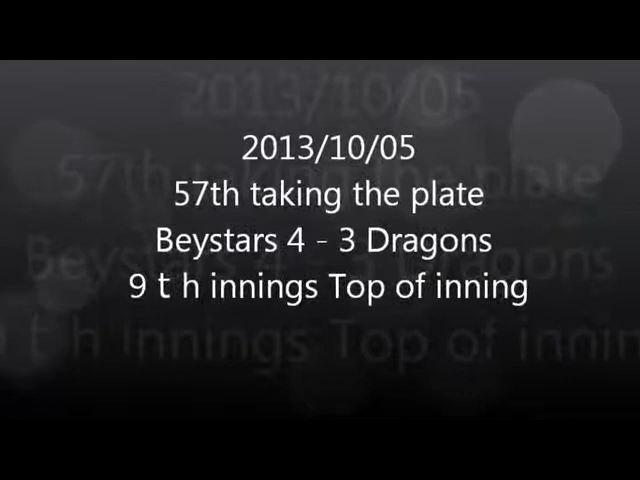 2013/10/05
57th taking the plate
Beystars 4 - 3 Dragons
9 t h innings Top of inning